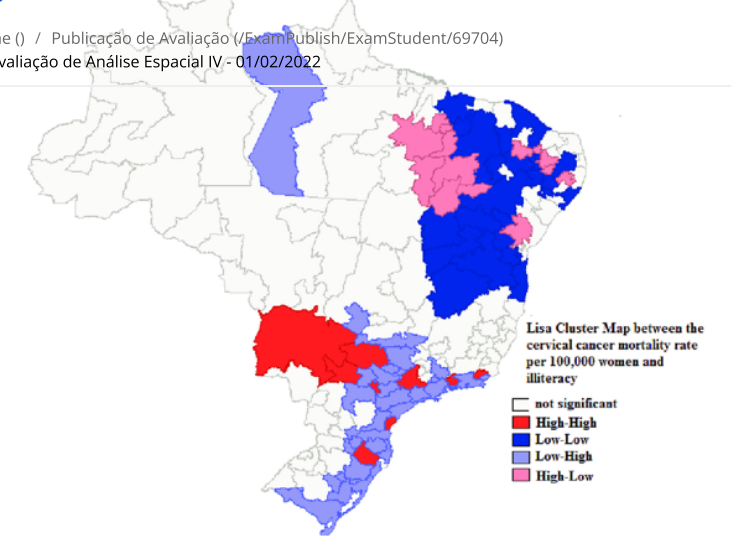 e () / Publicação de Avaliação (/ExamPublish/ExamStudent/69704)
valiação de Análise Espacial IV - 01/02/2022
Lisa Cluster Map between the
cervical cancer mortality rate
per 100,000 women and
illiteracy
not significant
High-High
Low-Low
Low-High
High-Low